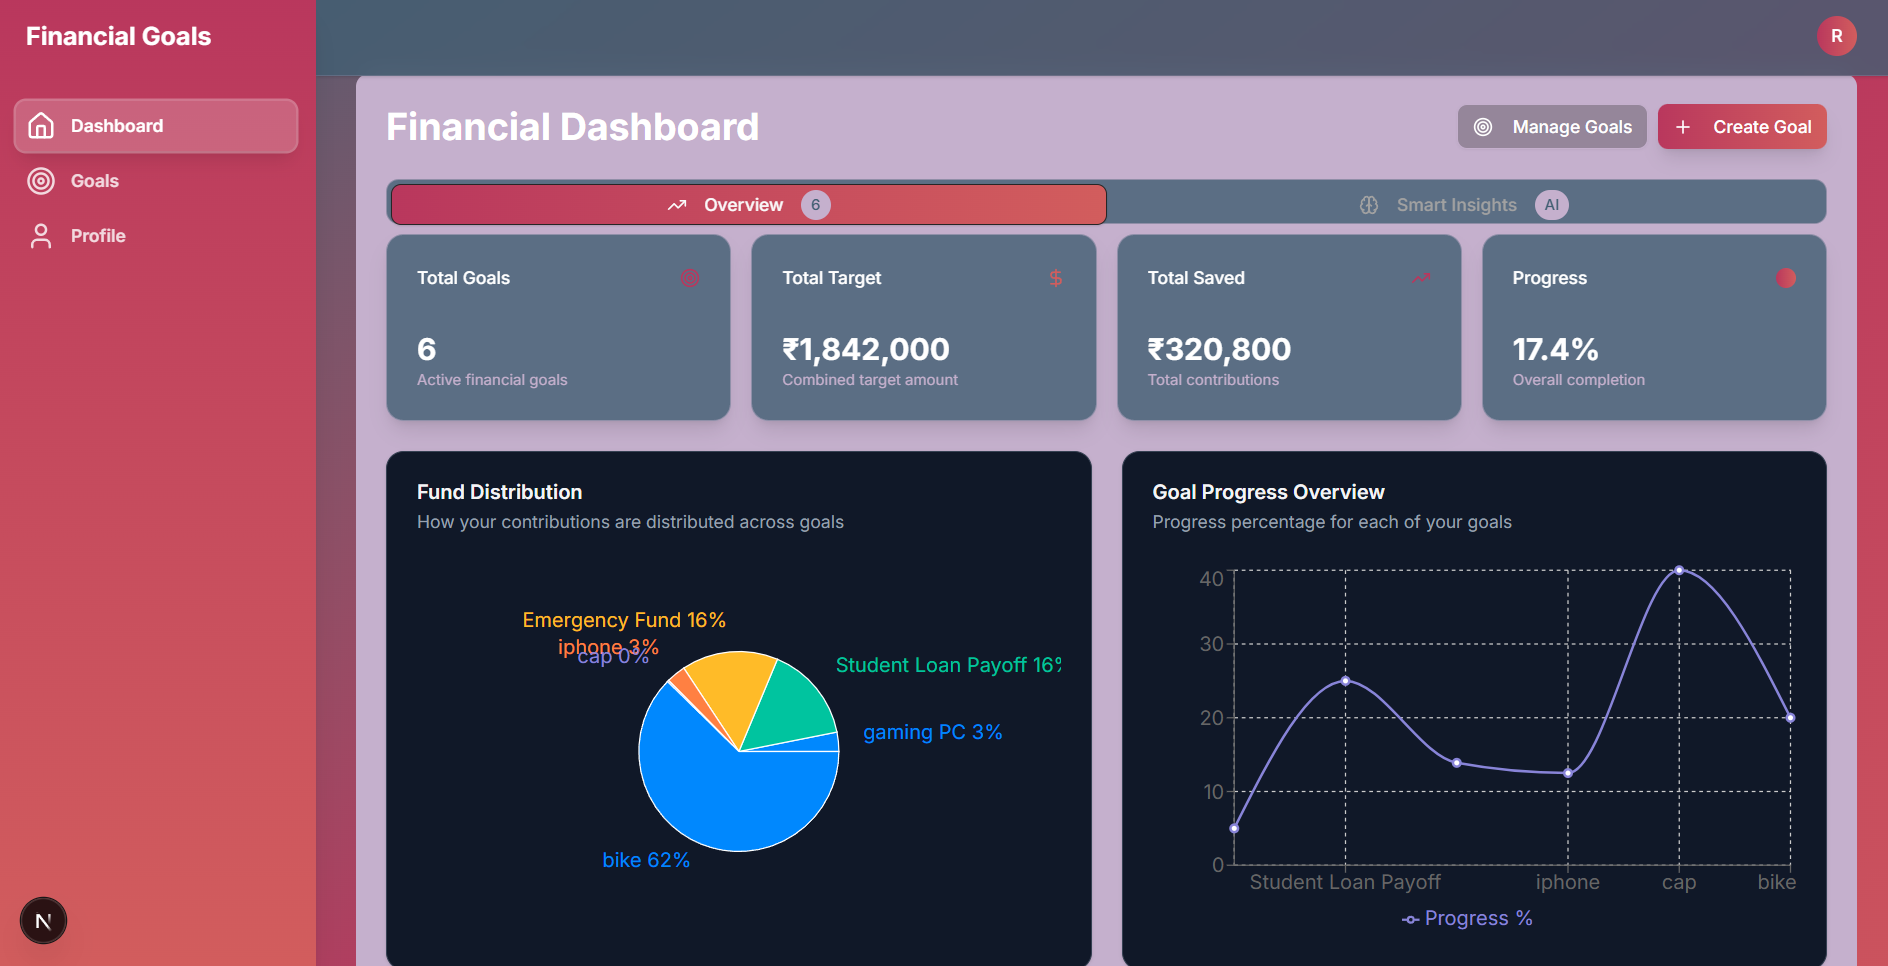 Financial Goals
R
Dashboard
Goals
Profile
Financial Dashboard
Manage Goals
Create Goal
Overview 6
Smart Insights AI
Total Goals
6
Active financial goals
Total Target
$
₹1,842,000
Combined target amount
Total Saved
₹320,800
Total contributions
Progress
17.4%
Overall completion
Fund Distribution
How your contributions are distributed across goals
Emergency Fund 16%
iphone 3%
cap 0%
Student Loan Payoff 16%
gaming PC 3%
bike 62%
Goal Progress Overview
Progress percentage for each of your goals
40
30
20
10
0
Student Loan Payoff iphone cap bike
Progress %
N